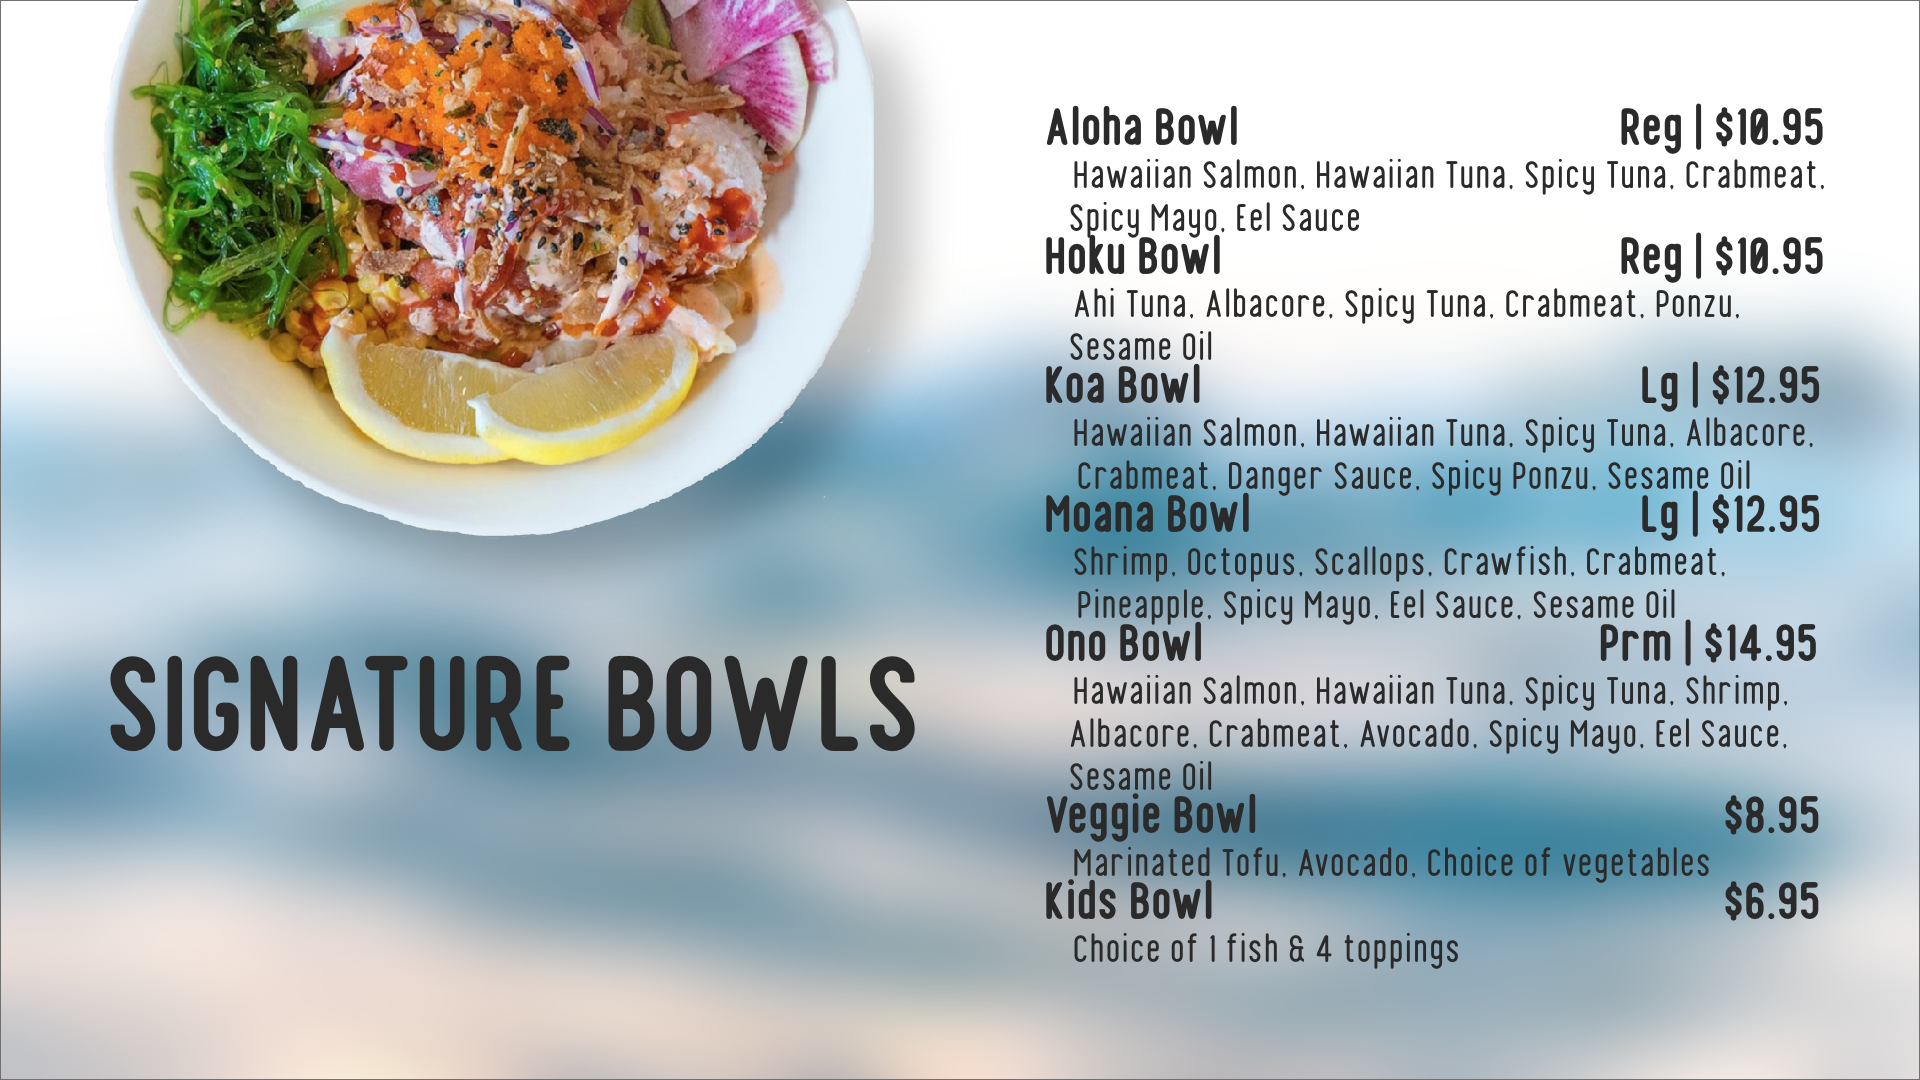 SIGNATURE BOWLS
Aloha Bowl Reg | $10.95
Hawaiian Salmon, Hawaiian Tuna, Spicy Tuna, Crabmeat,
Spicy Mayo, Eel Sauce
Hoku Bowl Reg | $10.95
Ahi Tuna, Albacore, Spicy Tuna, Crabmeat, Ponzu,
Sesame Oil
Koa Bowl Lg | $12.95
Hawaiian Salmon, Hawaiian Tuna, Spicy Tuna, Albacore,
Crabmeat, Danger Sauce, Spicy Ponzu, Sesame Oil
Moana Bowl Lg | $12.95
Shrimp, Octopus, Scallops, Crawfish, Crabmeat,
Pineapple, Spicy Mayo, Eel Sauce, Sesame Oil
Ono Bowl Prm | $14.95
Hawaiian Salmon, Hawaiian Tuna, Spicy Tuna, Shrimp,
Albacore, Crabmeat, Avocado, Spicy Mayo, Eel Sauce,
Sesame Oil
Veggie Bowl $8.95
Marinated Tofu, Avocado, Choice of vegetables
Kids Bowl $6.95
Choice of 1 fish & 4 toppings